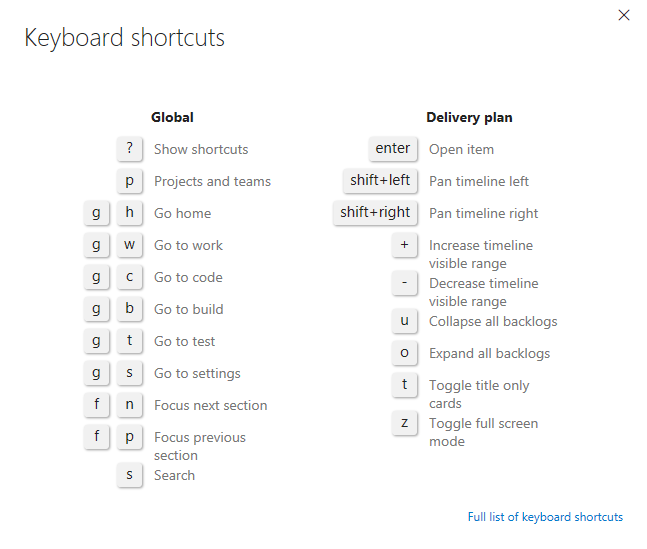 Keyboard shortcuts
Global
? Show shortcuts
p Projects and teams
g h Go home
g w Go to work
g c Go to code
g b Go to build
g t Go to test
g s Go to settings
f n Focus next section
f p Focus previous
section
s Search
Delivery plan
enter Open item
shift+left Pan timeline left
shift+right Pan timeline right
+ Increase timeline
visible range
- Decrease timeline
visible range
u Collapse all backlogs
o Expand all backlogs
t Toggle title only
cards
z Toggle full screen
mode
Full list of keyboard shortcuts